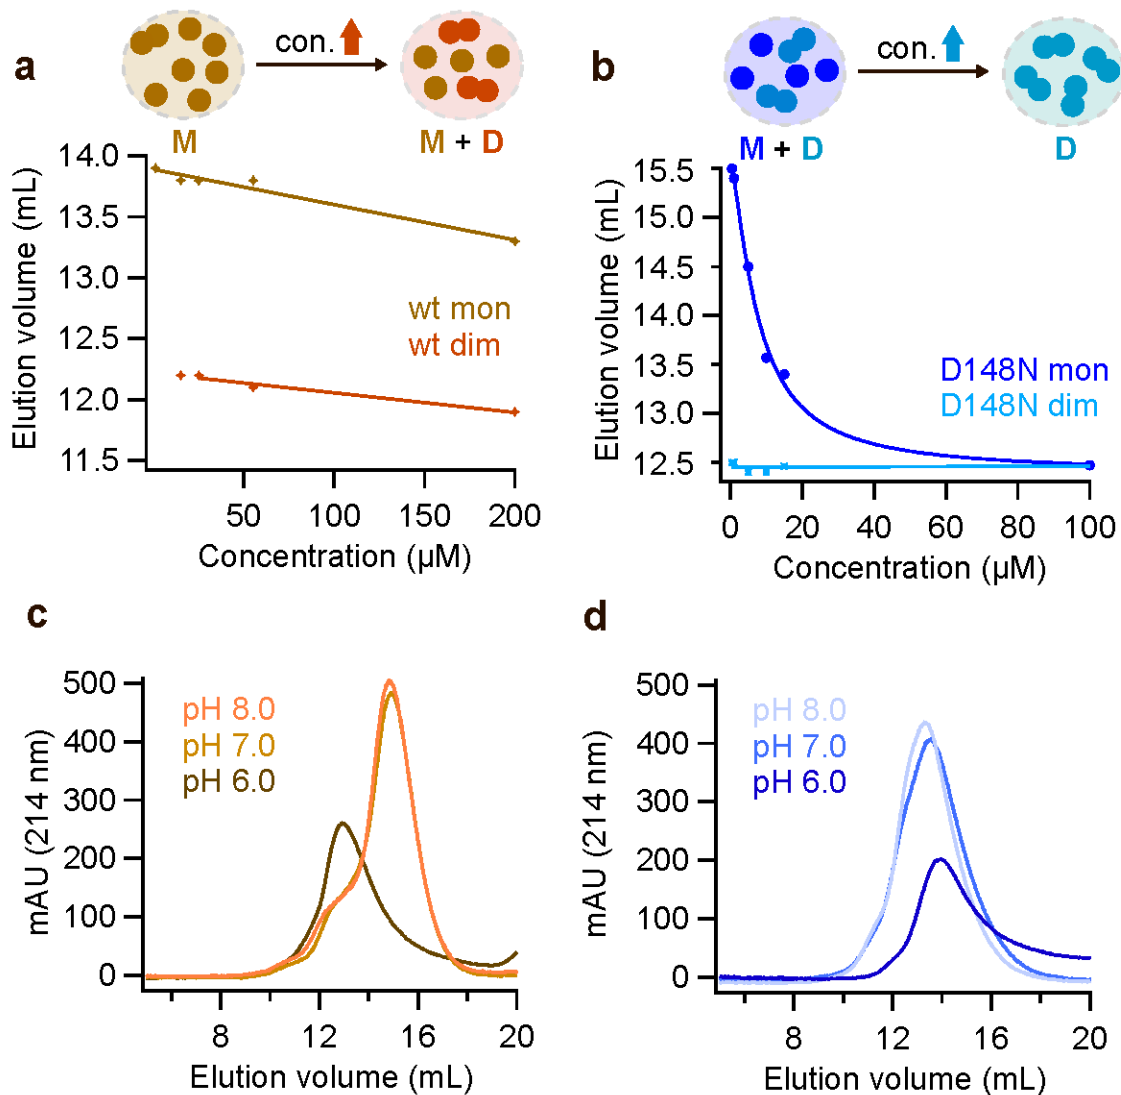 a
con.
M
M + D
14.0
13.5
13.0
12.5
12.0
11.5
Elution volume (mL)
wt mon
wt dim
50
100
150
200
Concentration (µM)
b
con.
M + D
D
15.5
15.0
14.5
14.0
13.5
13.0
12.5
Elution volume (mL)
D148N mon
D148N dim
0
20
40
60
80
100
Concentration (µM)
c
500
400
300
200
100
0
mAU (214 nm)
pH 8.0
pH 7.0
pH 6.0
8
12
16
20
Elution volume (mL)
d
500
400
300
200
100
0
mAU (214 nm)
pH 8.0
pH 7.0
pH 6.0
8
12
16
20
Elution volume (mL)